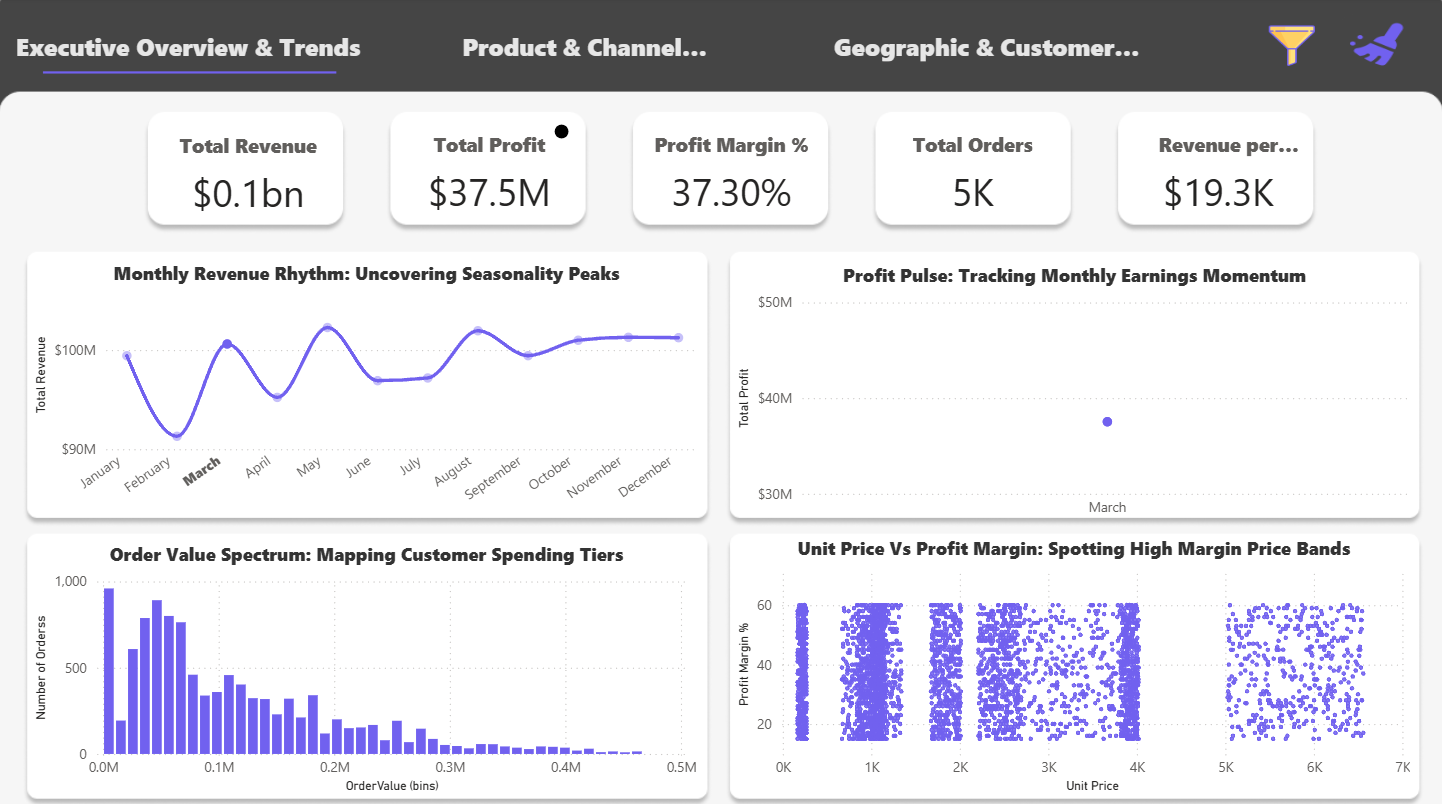 Executive Overview & Trends
Product & Channel...
Geographic & Customer...
Total Revenue
$0.1bn
Total Profit
$37.5M
Profit Margin %
37.30%
Total Orders
5K
Revenue per...
$19.3K
Monthly Revenue Rhythm: Uncovering Seasonality Peaks
Total Revenue
$100M
$90M
January
February
March
April
May
June
July
August
September
October
November
December
Profit Pulse: Tracking Monthly Earnings Momentum
Total Profit
$50M
$40M
$30M
March
Order Value Spectrum: Mapping Customer Spending Tiers
Number of Orderss
1,000
500
0
0.0M 0.1M 0.2M 0.3M 0.4M 0.5M
OrderValue (bins)
Unit Price Vs Profit Margin: Spotting High Margin Price Bands
Profit Margin %
60
40
20
0K 1K 2K 3K 4K 5K 6K 7K
Unit Price